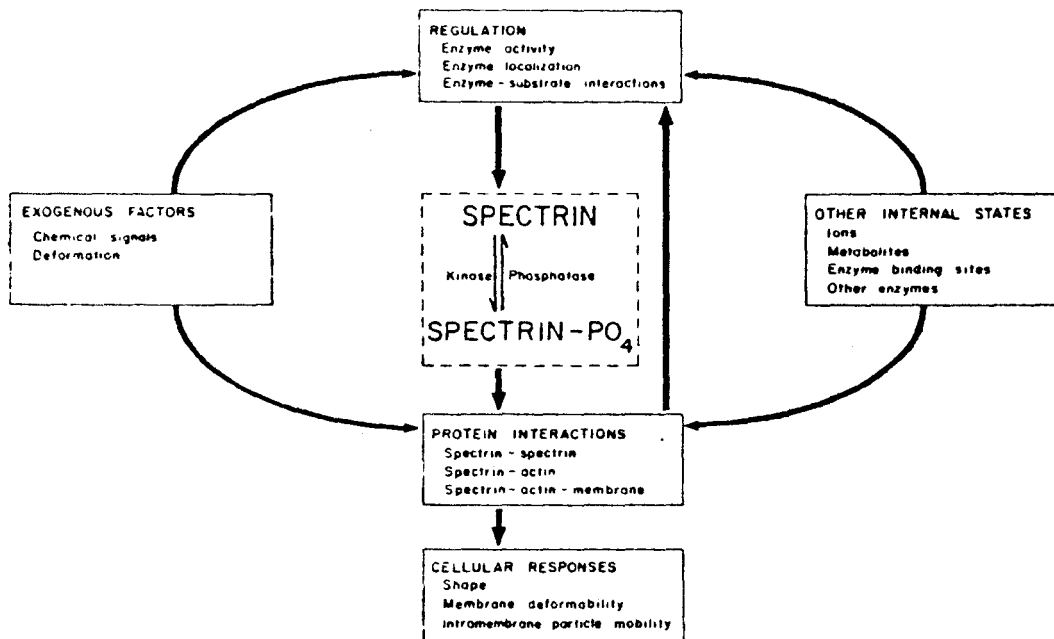 REGULATION
Enzyme activity
Enzyme localization
Enzyme - substrate interactions
EXOGENOUS FACTORS
Chemical signals
Deformation
SPECTRIN
Kinase Phosphatase
SPECTRIN-PO4
OTHER INTERNAL STATES
Ions
Metabolites
Enzyme binding sites
Other enzymes
PROTEIN INTERACTIONS
Spectrin - spectrin
Spectrin - actin
Spectrin - actin - membrane
CELLULAR RESPONSES
Shape
Membrane deformability
Intramembrane particle mobility